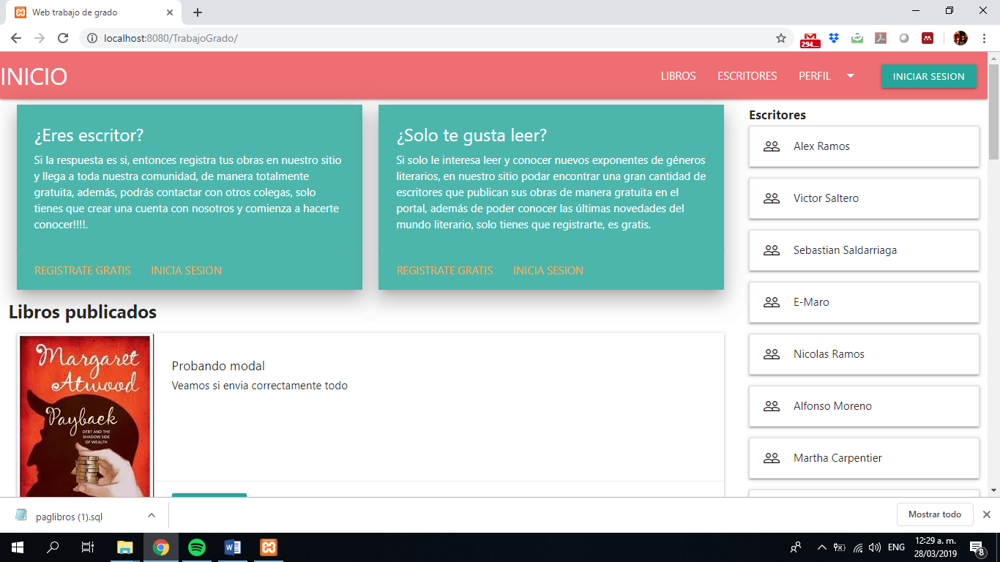 Web trabajo de grado
localhost:8080/TrabajoGrado/
294...
INICIO
LIBROS
ESCRITORES
PERFIL
INICIAR SESION
¿Eres escritor?
Si la respuesta es si, entonces registra tus obras en nuestro sitio
y llega a toda nuestra comunidad, de manera totalmente
gratuita, además, podrás contactar con otros colegas, solo
tienes que crear una cuenta con nosotros y comienza a hacerte
conocer!!!!.
REGISTRATE GRATIS
INICIA SESION
¿Solo te gusta leer?
Si solo le interesa leer y conocer nuevos exponentes de géneros
literarios, en nuestro sitio podar encontrar una gran cantidad de
escritores que publican sus obras de manera gratuita en el
portal, además de poder conocer las últimas novedades del
mundo literario, solo tienes que registrarte, es gratis.
REGISTRATE GRATIS
INICIA SESION
Escritores
Alex Ramos
Victor Saltero
Sebastian Saldarriaga
E-Maro
Nicolas Ramos
Alfonso Moreno
Martha Carpentier
Libros publicados
Margaret
Atwood
Payback
DEBT AND THE
SHADOW SIDE
OF WEALTH
Probando modal
Veamos si envia correctamente todo
paglibros (1).sql
Mostrar todo
ENG
12:29 a. m.
28/03/2019
8